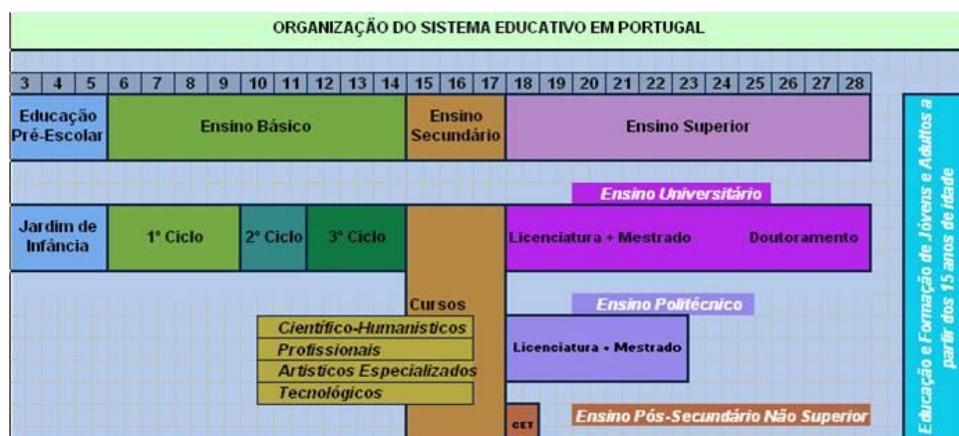 ORGANIZAÇÃO DO SISTEMA EDUCATIVO EM PORTUGAL
3 4 5 6 7 8 9 10 11 12 13 14 15 16 17 18 19 20 21 22 23 24 25 26 27 28
Educação
Pré-Escolar
Ensino Básico
Ensino
Secundário
Ensino Superior
Ensino Universitário
Jardim de
Infância
1º Ciclo
2º Ciclo
3º Ciclo
Licenciatura + Mestrado
Doutoramento
Cursos
Ensino Politécnico
Científico-Humanísticos
Profissionais
Artísticos Especializados
Tecnológicos
Licenciatura + Mestrado
CET
Ensino Pós-Secundário Não Superior
Educação e Formação de Jóvens e Adultos a
partir dos 15 anos de idade